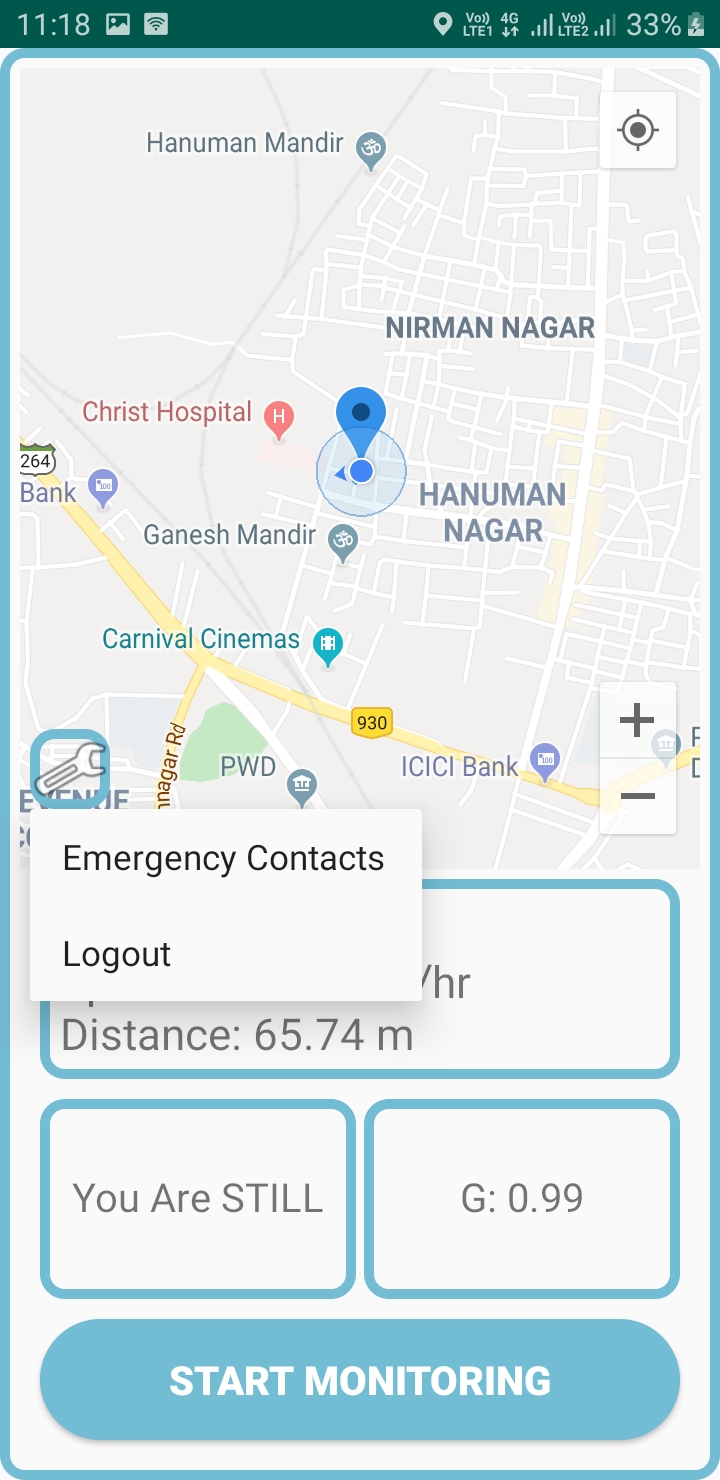 11:18
Vo)) LTE1 4G Vo)) LTE2 33%
Hanuman Mandir
NIRMAN NAGAR
Christ Hospital
H
264
Bank
HANUMAN
NAGAR
Ganesh Mandir
Carnival Cinemas
930
nnagar Rd
PWD
ICICI Bank
Emergency Contacts
Logout
/hr
Distance: 65.74 m
You Are STILL
G: 0.99
START MONITORING